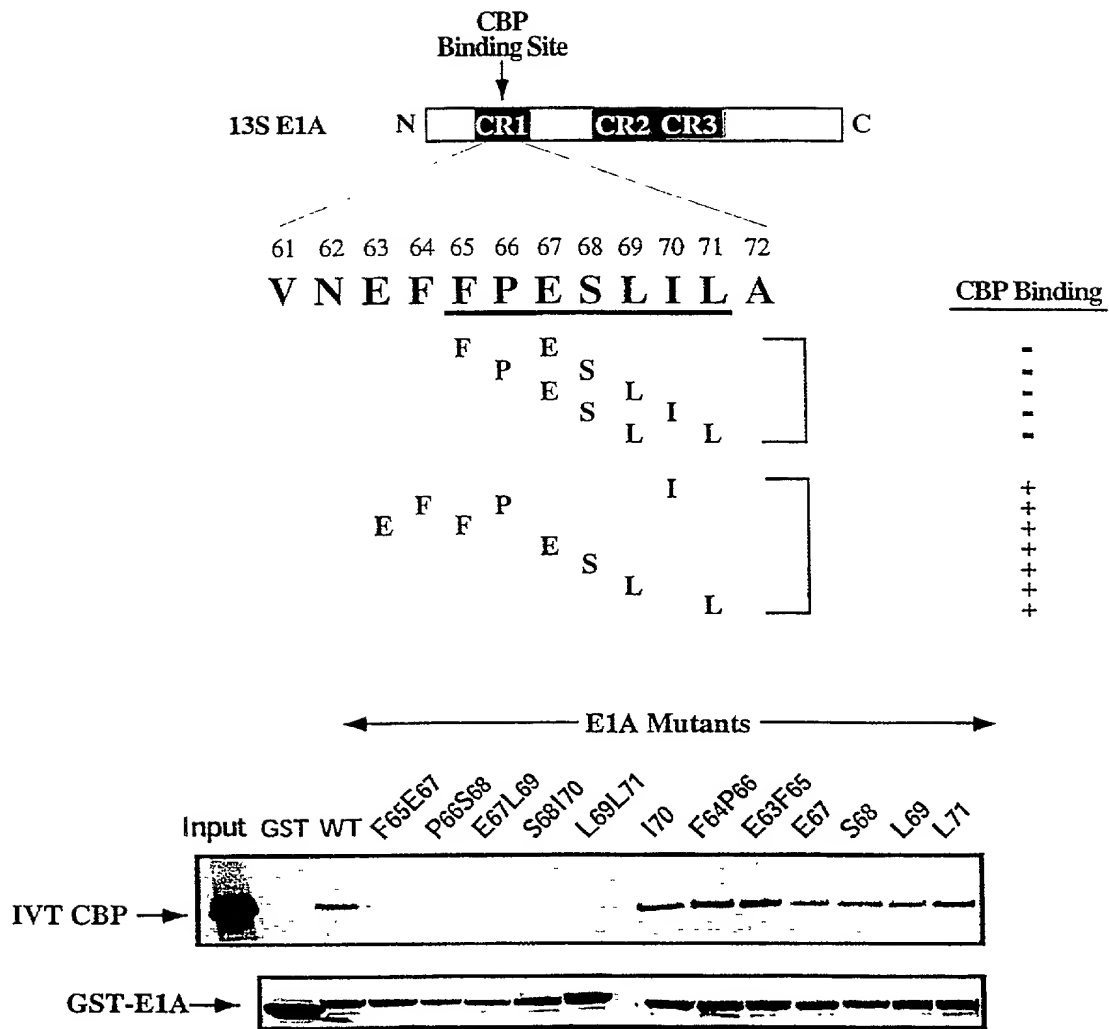 CBP
Binding Site
13S E1A N CR1 CR2 CR3 C
61 62 63 64 65 66 67 68 69 70 71 72
V N E F F P E S L I L A
CBP Binding
F E -
P S -
E L -
S I -
L L -
I +
F P +
E F +
E +
S +
L +
L +
E1A Mutants
Input GST WT F65E67 P66S68 E67L69 S68I70 L69L71 I70 F64P66 E63F65 E67 S68 L69 L71
IVT CBP
GST-E1A